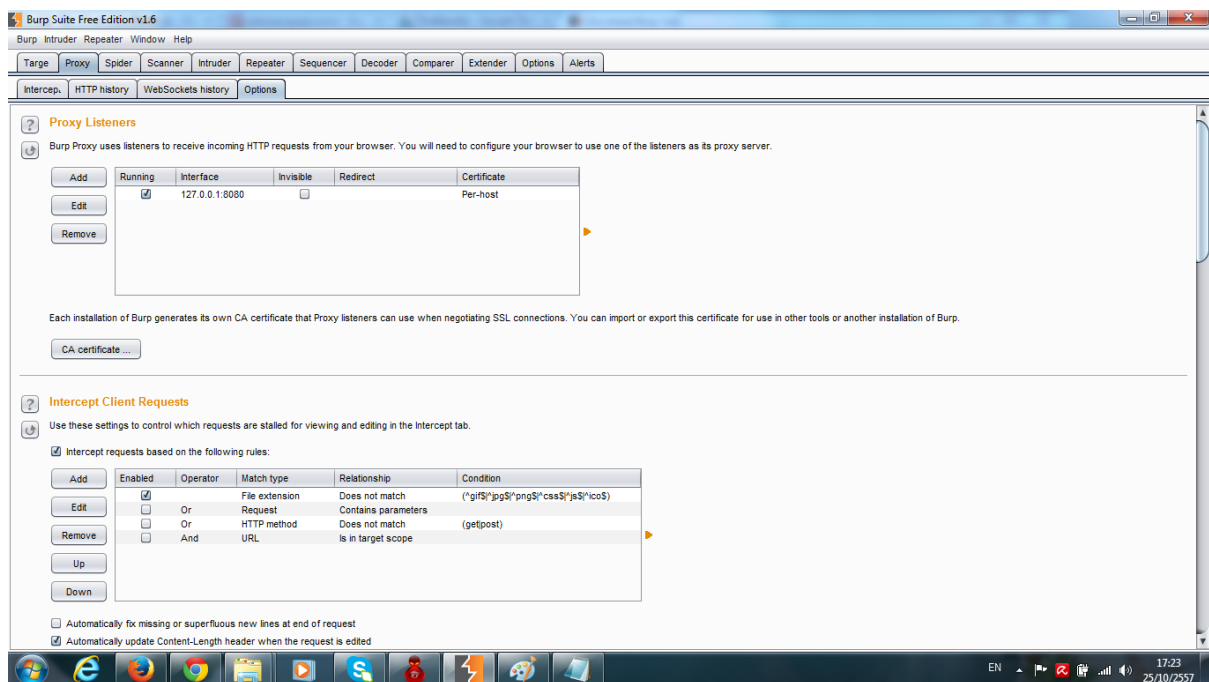 Burp Suite Free Edition v1.6
Burp Intruder Repeater Window Help
Targe Proxy Spider Scanner Intruder Repeater Sequencer Decoder Comparer Extender Options Alerts
Intercep. HTTP history WebSockets history Options
? Proxy Listeners
Burp Proxy uses listeners to receive incoming HTTP requests from your browser. You will need to configure your browser to use one of the listeners as its proxy server.
Add Running Interface Invisible Redirect Certificate
127.0.0.1:8080 Per-host
Edit
Remove
Each installation of Burp generates its own CA certificate that Proxy listeners can use when negotiating SSL connections. You can import or export this certificate for use in other tools or another installation of Burp.
CA certificate ...
? Intercept Client Requests
Use these settings to control which requests are stalled for viewing and editing in the Intercept tab.
Intercept requests based on the following rules:
Add Enabled Operator Match type Relationship Condition
File extension Does not match (^gif$|^jpg$|^png$|^css$|^js$|^ico$)
Edit Or Request Contains parameters
Or HTTP method Does not match (get|post)
Remove And URL Is in target scope
Up
Down
Automatically fix missing or superfluous new lines at end of request
Automatically update Content-Length header when the request is edited
EN 17:23
25/10/2557